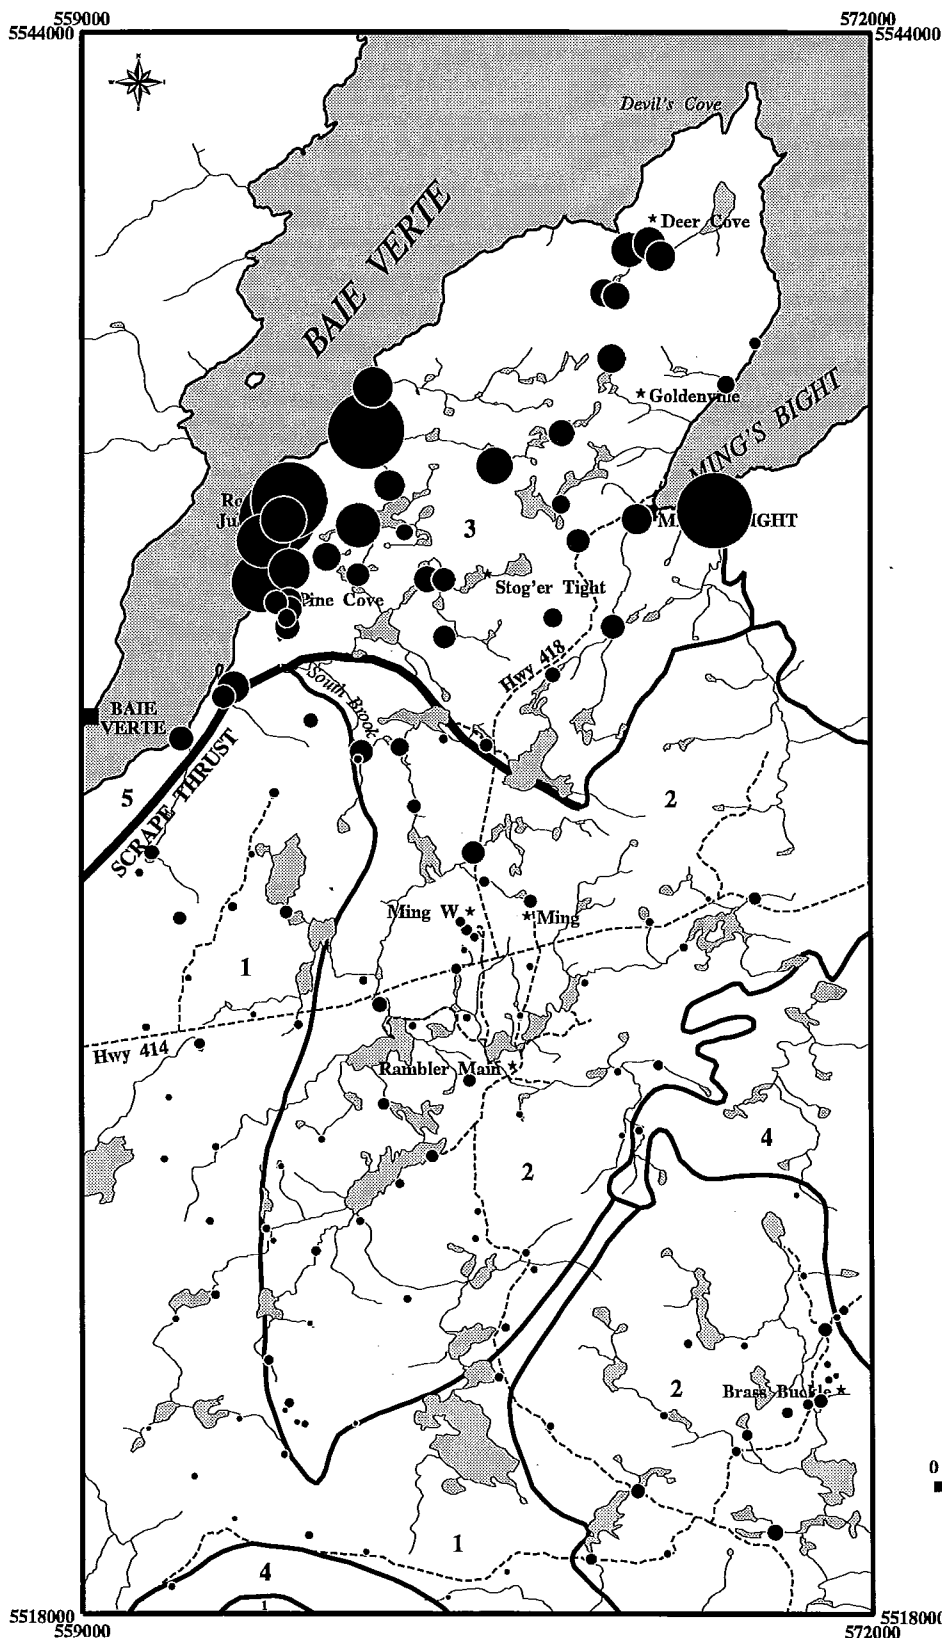 559000
572000
5544000
5544000
N
W
Devil's Cove
* Deer Cove
BAIE VERTE
* Goldenville
MING'S BIGHT
3
* Stog'er Tight
Pine Cove
Hwy 418
South Brook
BAIE
VERTE
5
SCRAPE THRUST
2
Ming W *
* Ming
1
Hwy 414
Rambler Main *
4
2
2
Brass Buckle *
1
4
1
0
5518000
5518000
559000
572000